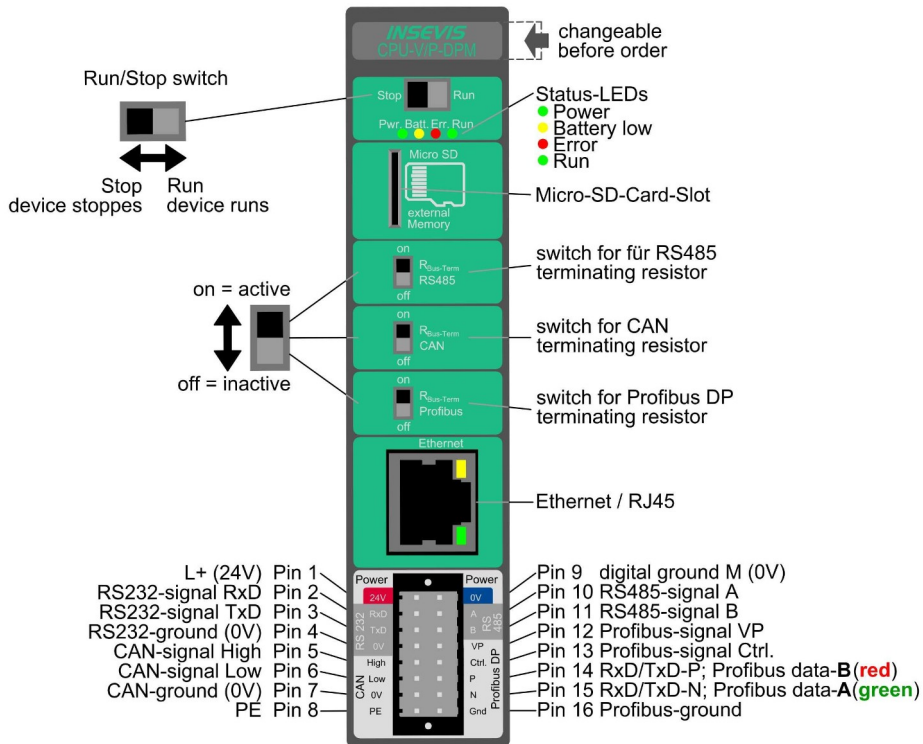 INSEVIS
CPU-V/P-DPM
changeable
before order
Run/Stop switch
Stop
Run
Pwr. Batt. Err. Run
Status-LEDs
Power
Battery low
Error
Run
Stop
device stoppes
Run
device runs
Micro SD
external
Memory
Micro-SD-Card-Slot
on
RBus-Term
RS485
off
switch for für RS485
terminating resistor
on = active
off = inactive
on
RBus-Term
CAN
off
switch for CAN
terminating resistor
on
RBus-Term
Profibus
off
switch for Profibus DP
terminating resistor
Ethernet
Ethernet / RJ45
L+ (24V) Pin 1
RS232-signal RxD Pin 2
RS232-signal TxD Pin 3
RS232-ground (0V) Pin 4
CAN-signal High Pin 5
CAN-signal Low Pin 6
CAN-ground (0V) Pin 7
PE Pin 8
Power
24V
RS 232
RxD
TxD
0V
CAN
High
Low
0V
PE
Power
0V
RS 485
A
B
Profibus DP
VP
Ctrl.
P
N
Gnd
Pin 9 digital ground M (0V)
Pin 10 RS485-signal A
Pin 11 RS485-signal B
Pin 12 Profibus-signal VP
Pin 13 Profibus-signal Ctrl.
Pin 14 RxD/TxD-P; Profibus data-B(red)
Pin 15 RxD/TxD-N; Profibus data-A(green)
Pin 16 Profibus-ground